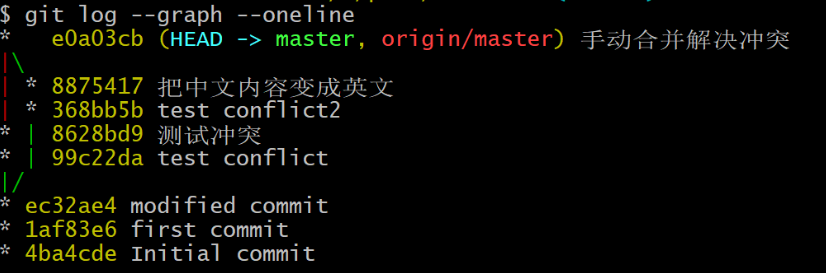 $ git log --graph --oneline
*   e0a03cb (HEAD -> master, origin/master) 手动合并解决冲突
|\
| * 8875417 把中文内容变成英文
| * 368bb5b test conflict2
* | 8628bd9 测试冲突
* | 99c22da test conflict
|/
* ec32ae4 modified commit
* 1af83e6 first commit
* 4ba4cde Initial commit